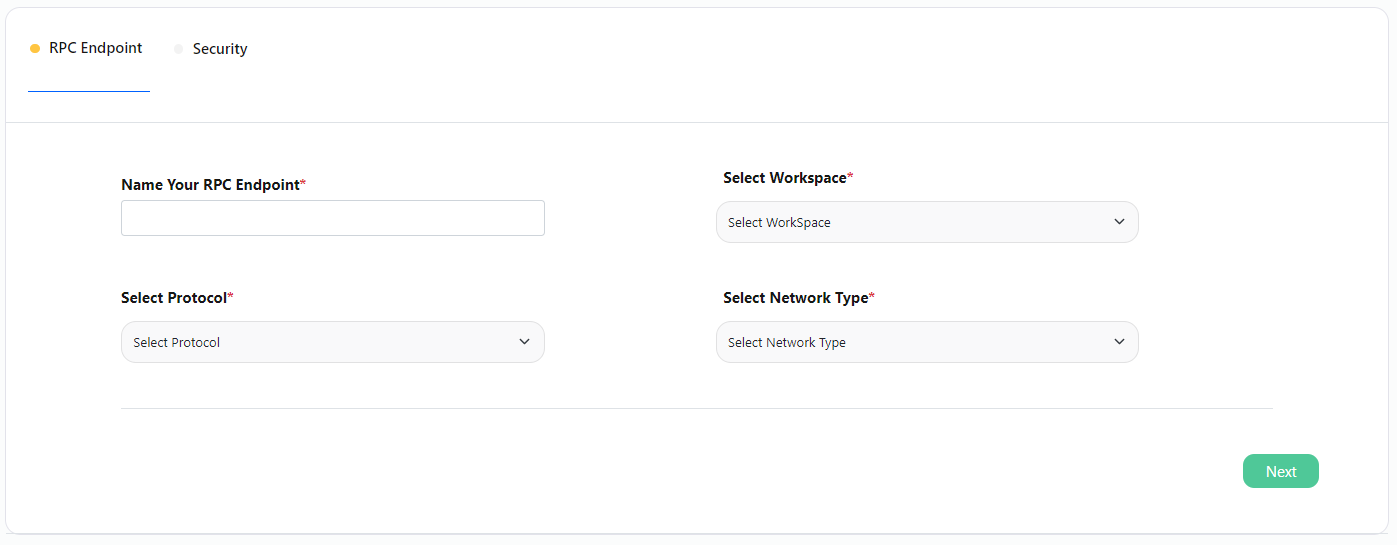 RPC Endpoint
Security
Name Your RPC Endpoint*
Select Workspace*
Select WorkSpace
Select Protocol*
Select Network Type*
Select Protocol
Select Network Type
Next